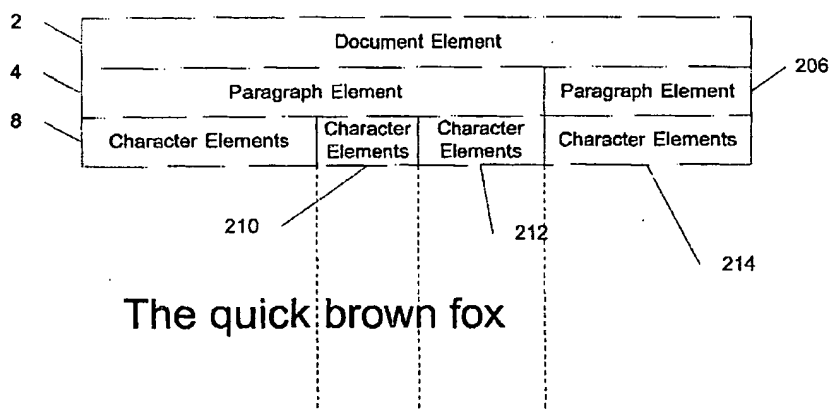 2
Document Element
4
Paragraph Element
Paragraph Element
206
8
Character Elements
Character
Elements
Character
Elements
Character Elements
210
212
214
The quick brown fox